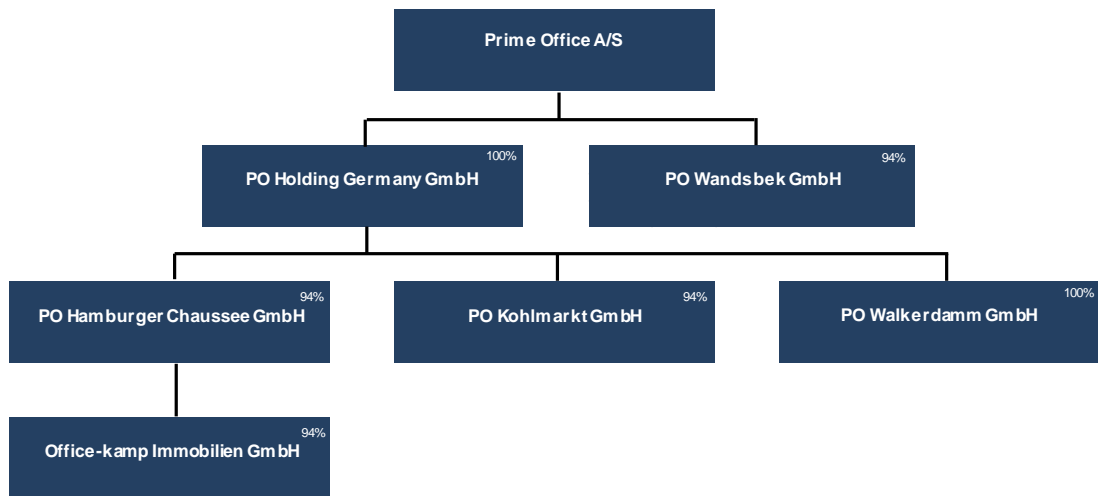 Prime Office A/S
100%
PO Holding Germany GmbH
94%
PO Wandsbek GmbH
94%
PO Hamburger Chaussee GmbH
94%
PO Kohlmarkt GmbH
100%
PO Walkerdamm GmbH
94%
Office-kamp Immobilien GmbH